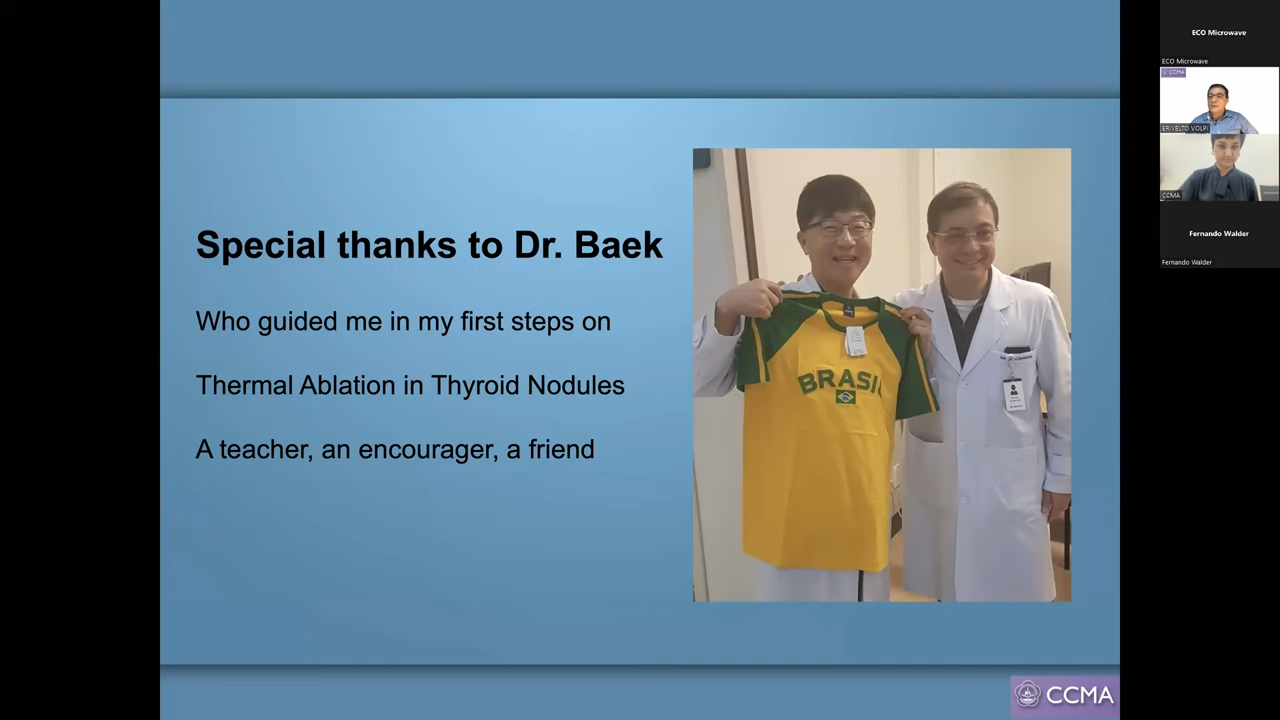 Special thanks to Dr. Baek
Who guided me in my first steps on
Thermal Ablation in Thyroid Nodules
A teacher, an encourager, a friend
BRASIL
CCMA
ECO Microwave
ECO Microwave
CCMA
ERIVELTO VOLPI
CCMA
Fernando Walder
Fernando Walder